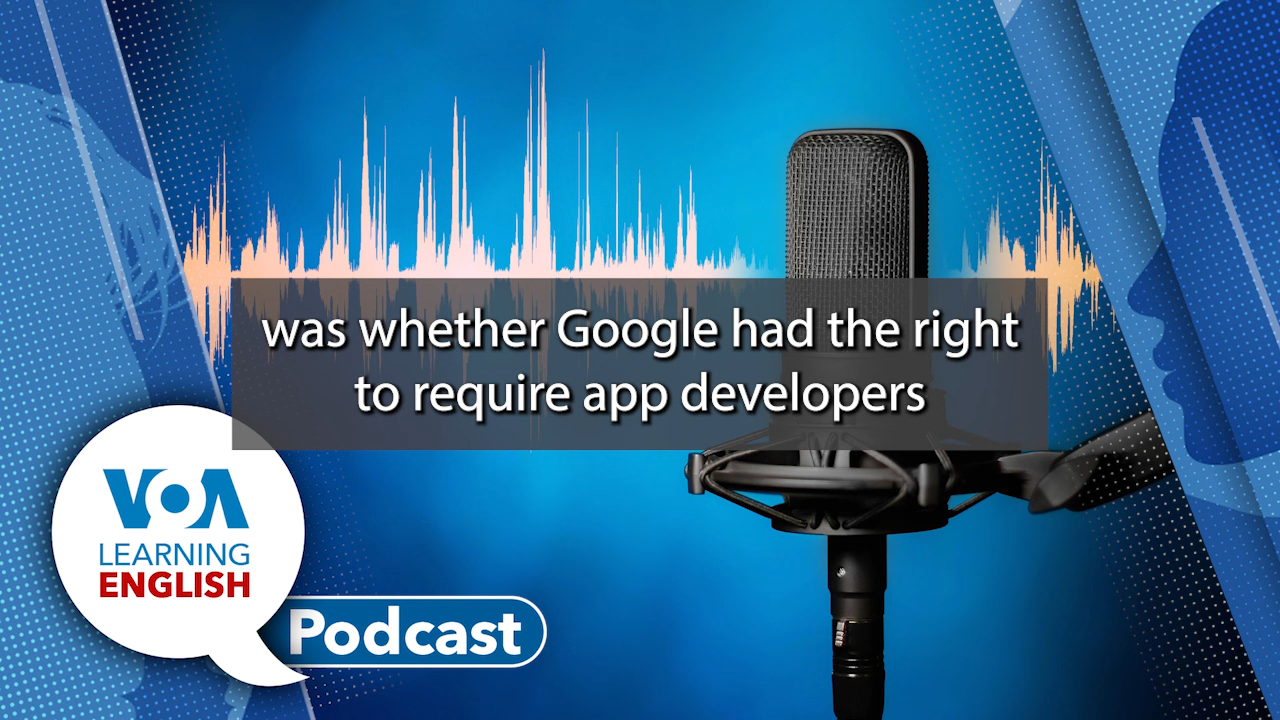 was whether Google had the right
to require app developers
VOA
LEARNING
ENGLISH
Podcast